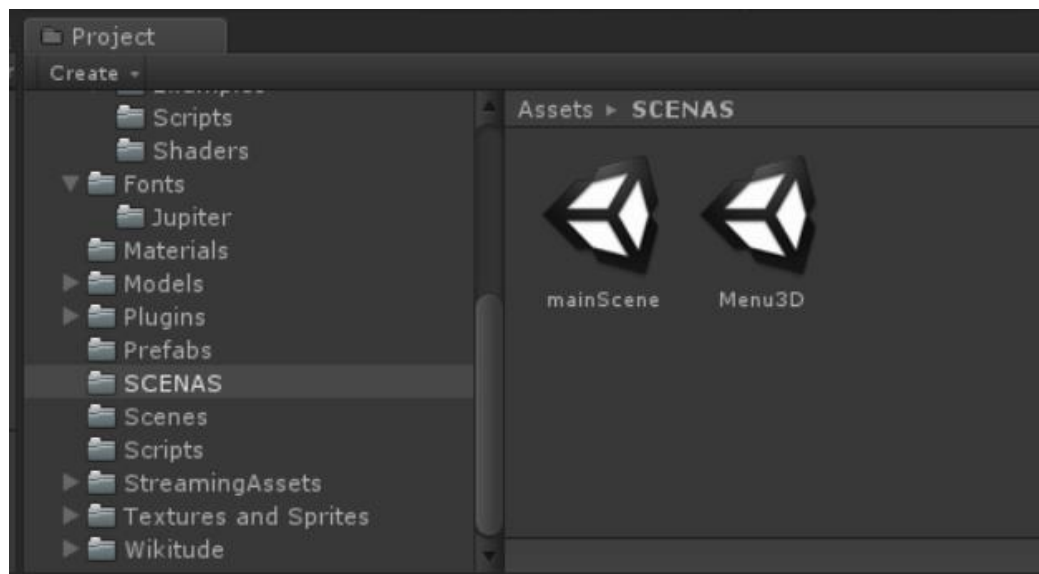 Project
Create
Examples
Scripts
Shaders
Fonts
Jupiter
Materials
Models
Plugins
Prefabs
SCENAS
Scenes
Scripts
StreamingAssets
Textures and Sprites
Wikitude
Assets ▸ SCENAS
mainScene
Menu3D